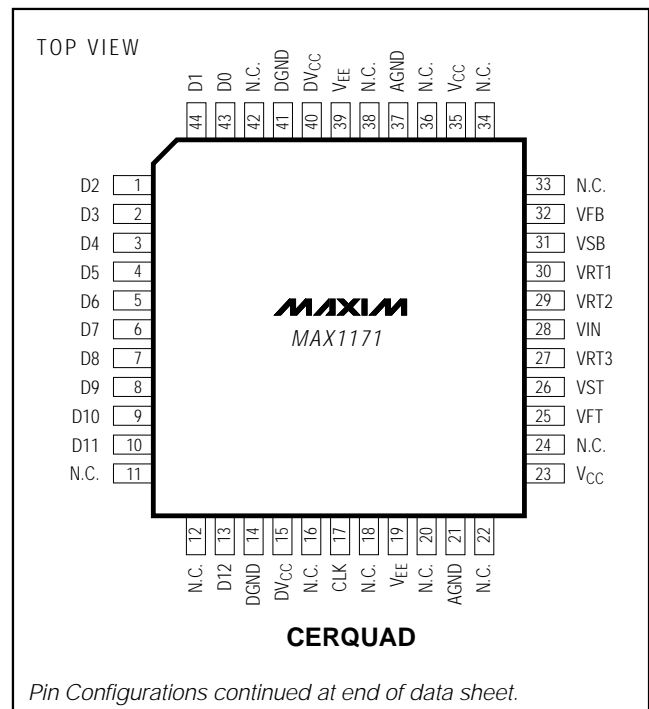 TOP VIEW
D1 D0 N.C. DGND DVCC VEE N.C. AGND N.C. VCC N.C.
44 43 42 41 40 39 38 37 36 35 34
D2 1
D3 2
D4 3
D5 4
D6 5
D7 6
D8 7
D9 8
D10 9
D11 10
N.C. 11
MAXIM
MAX1171
33 N.C.
32 VFB
31 VSB
30 VRT1
29 VRT2
28 VIN
27 VRT3
26 VST
25 VFT
24 N.C.
23 VCC
12 13 14 15 16 17 18 19 20 21 22
N.C. D12 DGND DVCC N.C. CLK N.C. VEE N.C. AGND N.C.
CERQUAD
Pin Configurations continued at end of data sheet.